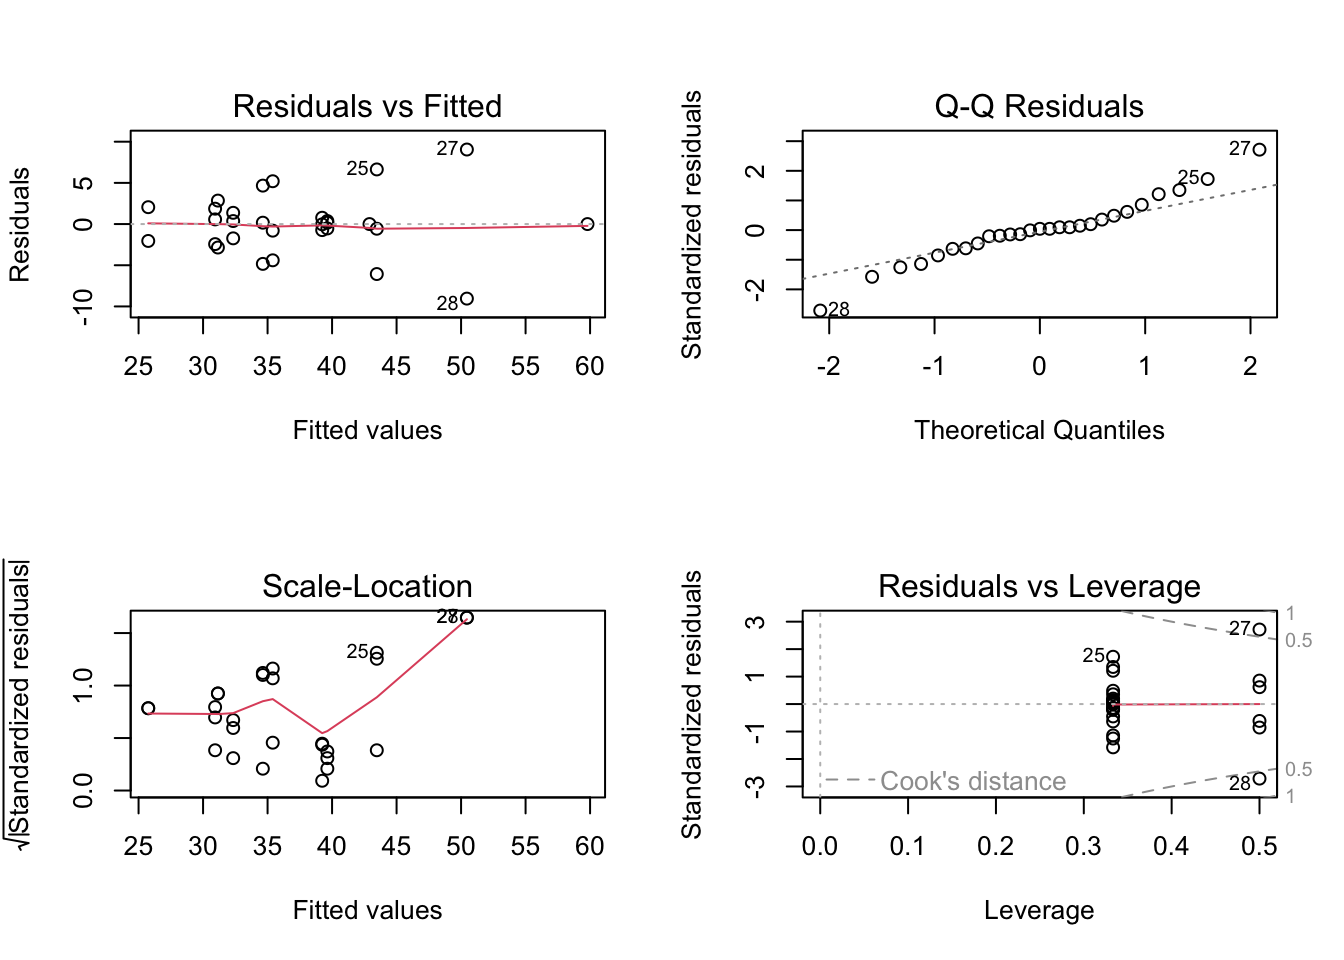 Residuals vs Fitted
Residuals
5
0
-10
27
25
28
25 30 35 40 45 50 55 60
Fitted values
Q-Q Residuals
Standardized residuals
2
0
-2
27
25
28
-2 -1 0 1 2
Theoretical Quantiles
Scale-Location
√|Standardized residuals|
1.0
0.0
28
27
25
25 30 35 40 45 50 55 60
Fitted values
Residuals vs Leverage
Standardized residuals
3
1
-1
-3
1
0.5
0.5
1
27
25
28
Cook's distance
0.0 0.1 0.2 0.3 0.4 0.5
Leverage